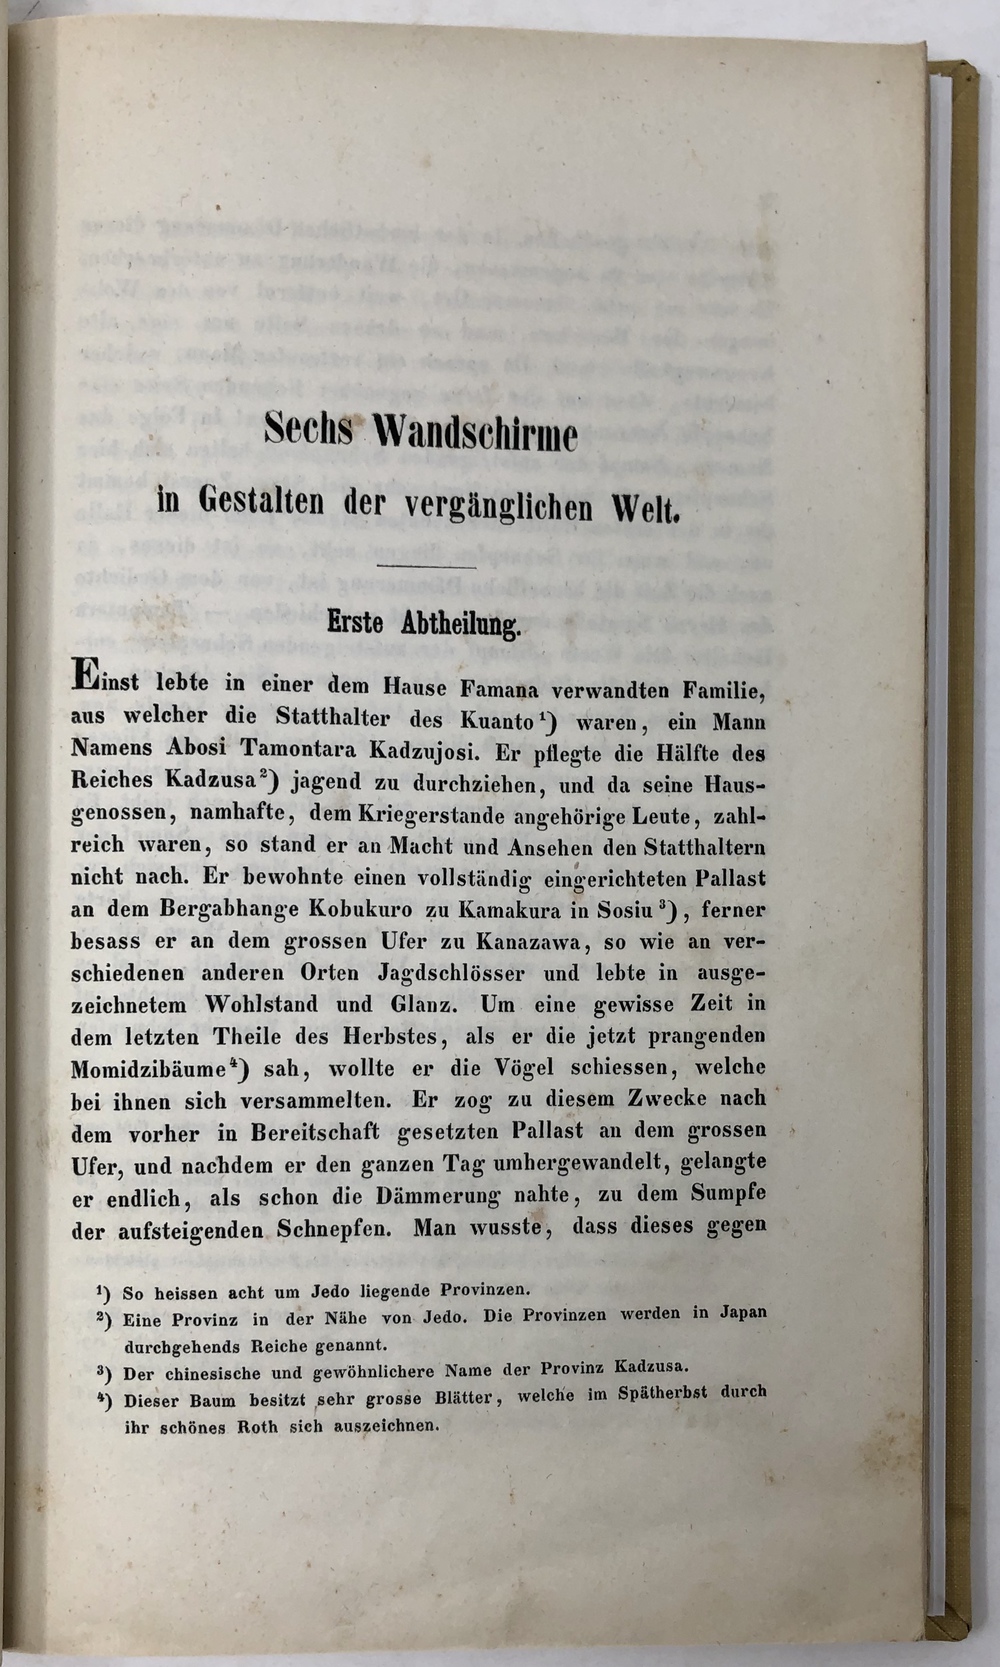 Sechs Wandschirme
in Gestalten der vergänglichen Welt.
Erste Abtheilung.
Einst lebte in einer dem Hause Famana verwandten Familie,
aus welcher die Statthalter des Kuanto ¹) waren, ein Mann
Namens Abosi Tamontara Kadzujosi. Er pflegte die Hälfte des
Reiches Kadzusa ²) jagend zu durchziehen, und da seine Haus-
genossen, namhafte, dem Kriegerstande angehörige Leute, zahl-
reich waren, so stand er an Macht und Ansehen den Statthaltern
nicht nach. Er bewohnte einen vollständig eingerichteten Pallast
an dem Bergabhange Kobukuro zu Kamakura in Sosiu ³), ferner
besass er an dem grossen Ufer zu Kanazawa, so wie an ver-
schiedenen anderen Orten Jagdschlösser und lebte in ausge-
zeichnetem Wohlstand und Glanz. Um eine gewisse Zeit in
dem letzten Theile des Herbstes, als er die jetzt prangenden
Momidzibäume ⁴) sah, wollte er die Vögel schiessen, welche
bei ihnen sich versammelten. Er zog zu diesem Zwecke nach
dem vorher in Bereitschaft gesetzten Pallast an dem grossen
Ufer, und nachdem er den ganzen Tag umhergewandelt, gelangte
er endlich, als schon die Dämmerung nahte, zu dem Sumpfe
der aufsteigenden Schnepfen. Man wusste, dass dieses gegen
¹) So heissen acht um Jedo liegende Provinzen.
²) Eine Provinz in der Nähe von Jedo. Die Provinzen werden in Japan
durchgehends Reiche genannt.
³) Der chinesische und gewöhnlichere Name der Provinz Kadzusa.
⁴) Dieser Baum besitzt sehr grosse Blätter, welche im Spätherbst durch
ihr schönes Roth sich auszeichnen.